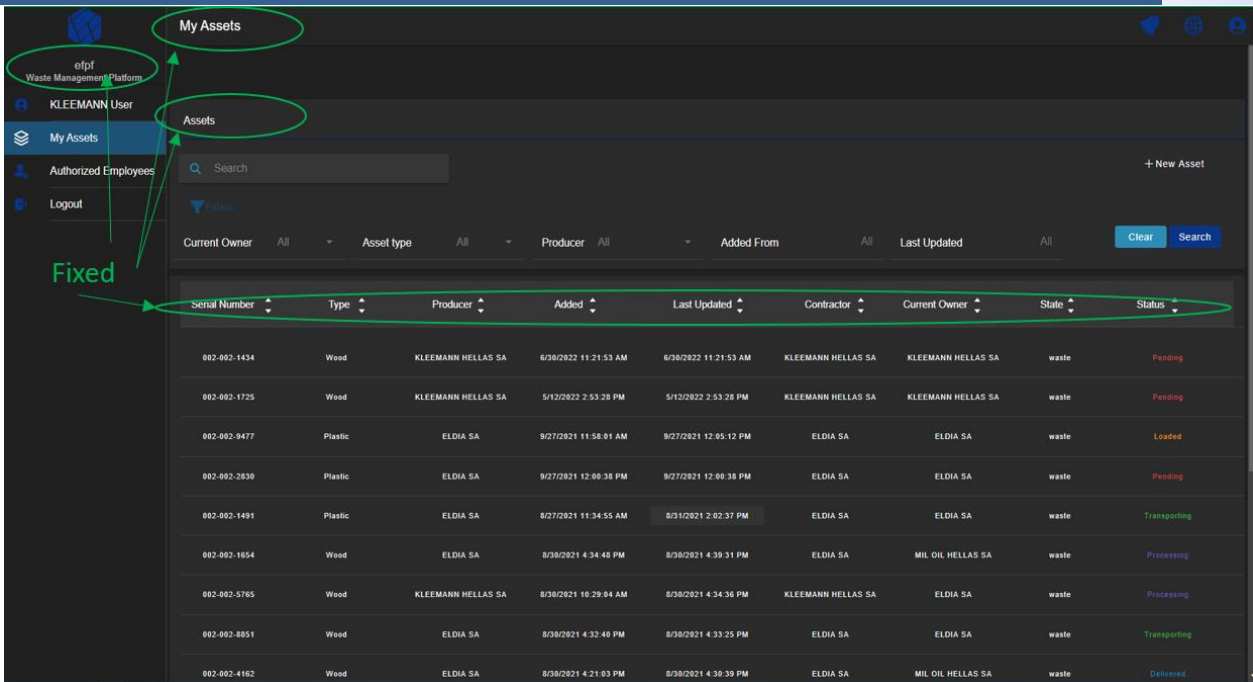 My Assets
efpf
Waste Management Platform
KLEEMANN User
Assets
My Assets
Search
+ New Asset
Authorized Employees
Logout
Filters
Current Owner All Asset type All Producer All Added From All Last Updated All Clear Search
Fixed
Serial Number Type Producer Added Last Updated Contractor Current Owner State Status
002-002-1434 Wood KLEEMANN HELLAS SA 6/30/2022 11:21:53 AM 6/30/2022 11:21:53 AM KLEEMANN HELLAS SA KLEEMANN HELLAS SA waste Pending
002-002-1725 Wood KLEEMANN HELLAS SA 5/12/2022 2:53:28 PM 5/12/2022 2:53:28 PM KLEEMANN HELLAS SA KLEEMANN HELLAS SA waste Pending
002-002-9477 Plastic ELDIA SA 9/27/2021 11:58:01 AM 9/27/2021 12:05:12 PM ELDIA SA ELDIA SA waste Loaded
002-002-2830 Plastic ELDIA SA 9/27/2021 12:00:38 PM 9/27/2021 12:00:38 PM ELDIA SA ELDIA SA waste Pending
002-002-1491 Plastic ELDIA SA 8/27/2021 11:34:55 AM 8/31/2021 2:02:37 PM ELDIA SA ELDIA SA waste Transporting
002-002-1654 Wood ELDIA SA 8/30/2021 4:34:48 PM 8/30/2021 4:39:31 PM ELDIA SA MIL OIL HELLAS SA waste Processing
002-002-5765 Wood KLEEMANN HELLAS SA 8/30/2021 10:29:04 AM 8/30/2021 4:34:36 PM KLEEMANN HELLAS SA ELDIA SA waste Processing
002-002-8851 Wood ELDIA SA 8/30/2021 4:32:40 PM 8/30/2021 4:33:25 PM ELDIA SA ELDIA SA waste Transporting
002-002-4162 Wood ELDIA SA 8/30/2021 4:21:03 PM 8/30/2021 4:30:39 PM ELDIA SA MIL OIL HELLAS SA waste Delivered